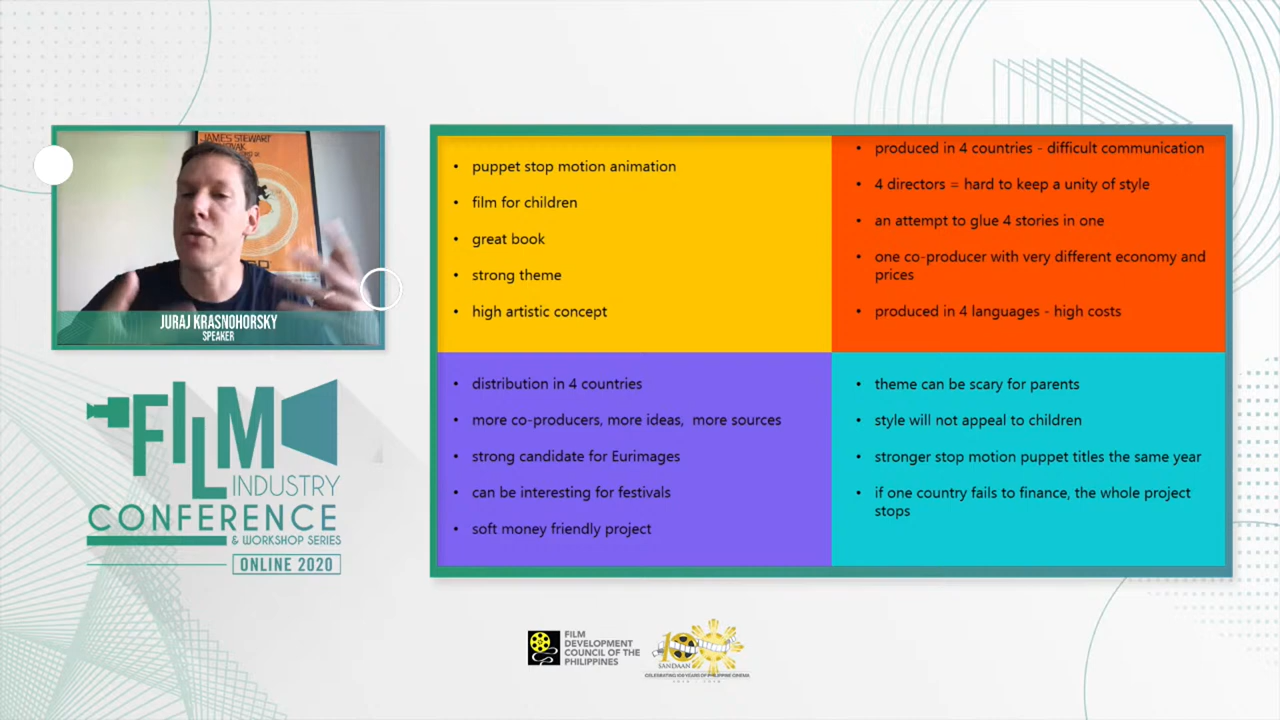 JAMES STEWART
JURAJ KRASNOHORSKY
SPEAKER
FILM
INDUSTRY
CONFERENCE
& WORKSHOP SERIES
ONLINE 2020
• puppet stop motion animation
• film for children
• great book
• strong theme
• high artistic concept
• produced in 4 countries - difficult communication
• 4 directors = hard to keep a unity of style
• an attempt to glue 4 stories in one
• one co-producer with very different economy and
prices
• produced in 4 languages - high costs
• distribution in 4 countries
• more co-producers, more ideas,  more sources
• strong candidate for Eurimages
• can be interesting for festivals
• soft money friendly project
• theme can be scary for parents
• style will not appeal to children
• stronger stop motion puppet titles the same year
• if one country fails to finance, the whole project
stops
FILM
DEVELOPMENT
COUNCIL OF THE
PHILIPPINES
SANDAAN